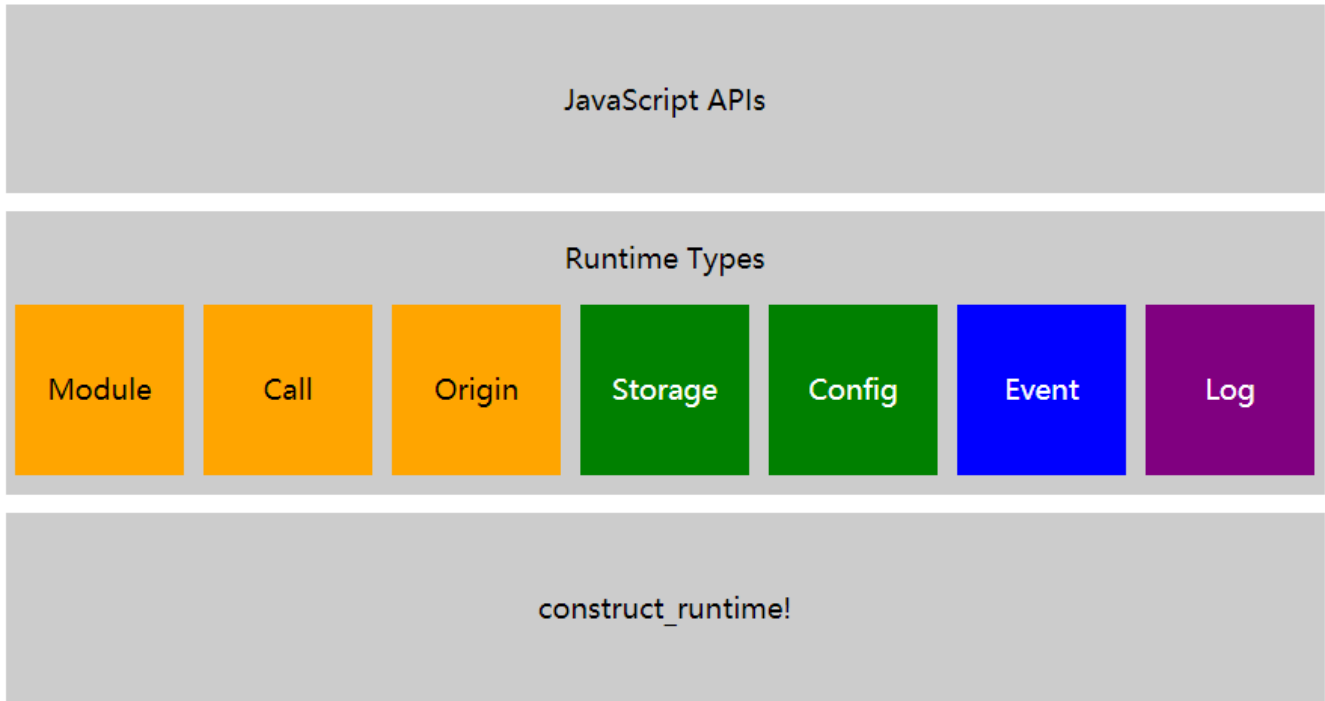 JavaScript APIs
Runtime Types
Module Call Origin Storage Config Event Log
construct_runtime!